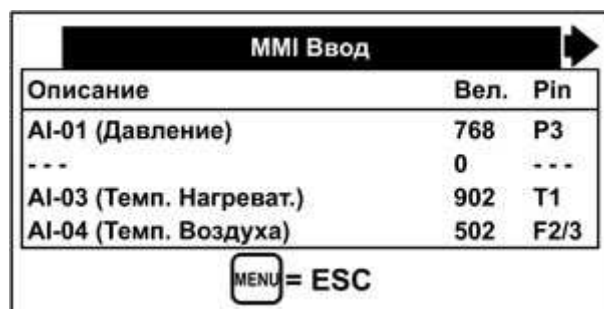 MMI Ввод
Описание Вел. Pin
AI-01 (Давление) 768 P3
--- 0 ---
AI-03 (Темп. Нагреват.) 902 T1
AI-04 (Темп. Воздуха) 502 F2/3
MENU = ESC